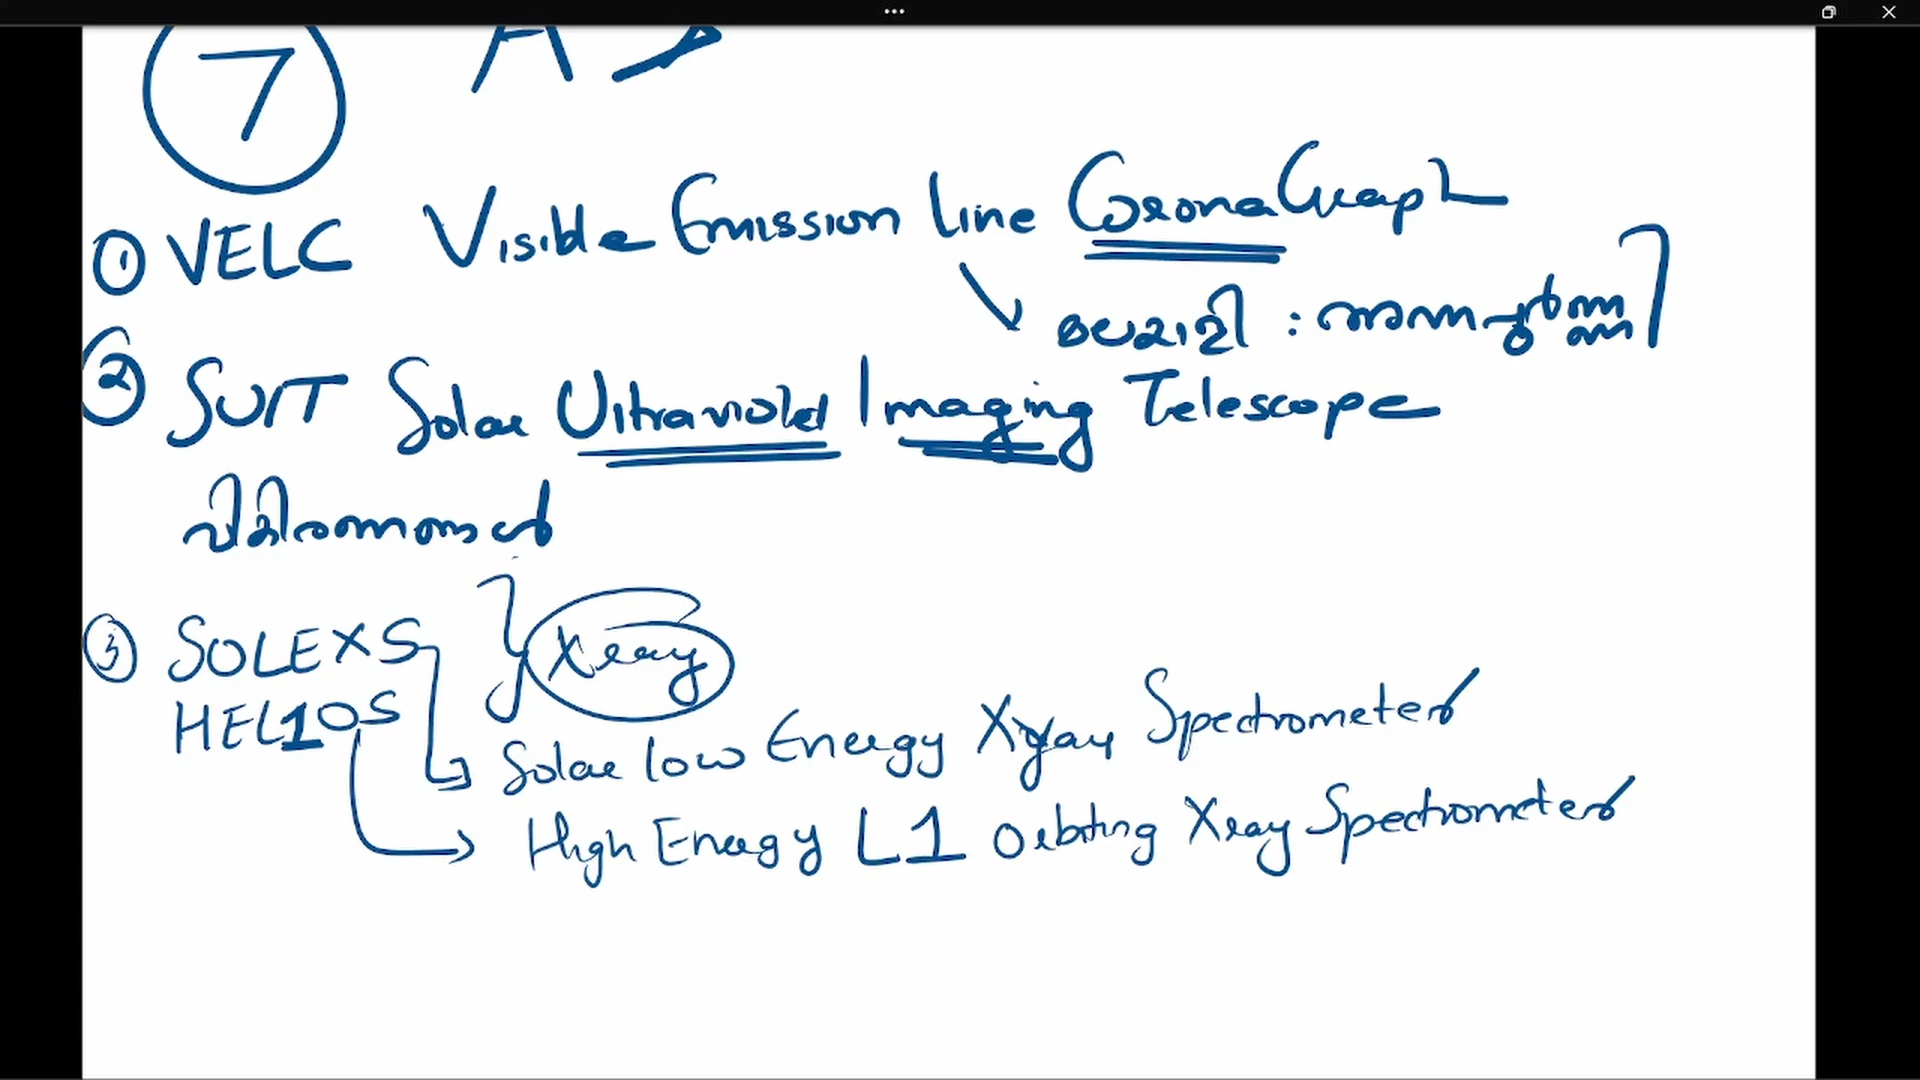 7
① VELC Visible Emission Line CoronaGraph
② SUIT Solar Ultraviolet Imaging Telescope
വികിരണങ്ങൾ
③ SOLEXS
HEL1OS
Xray
Solar low Energy Xray Spectrometer
High Energy L1 Orbiting Xray Spectrometer